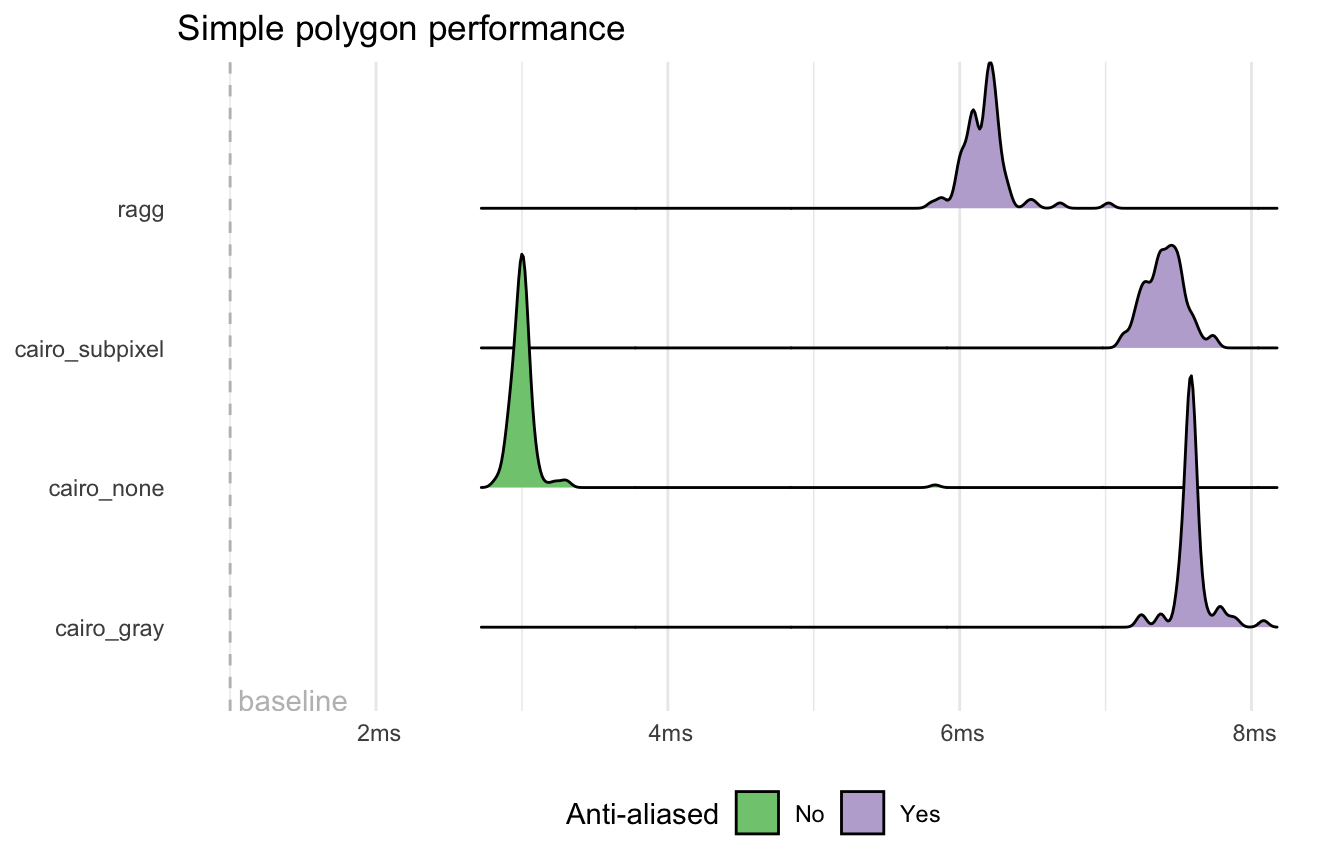 Simple polygon performance
ragg
cairo_subpixel
cairo_none
cairo_gray
baseline
2ms 4ms 6ms 8ms
Anti-aliased No Yes